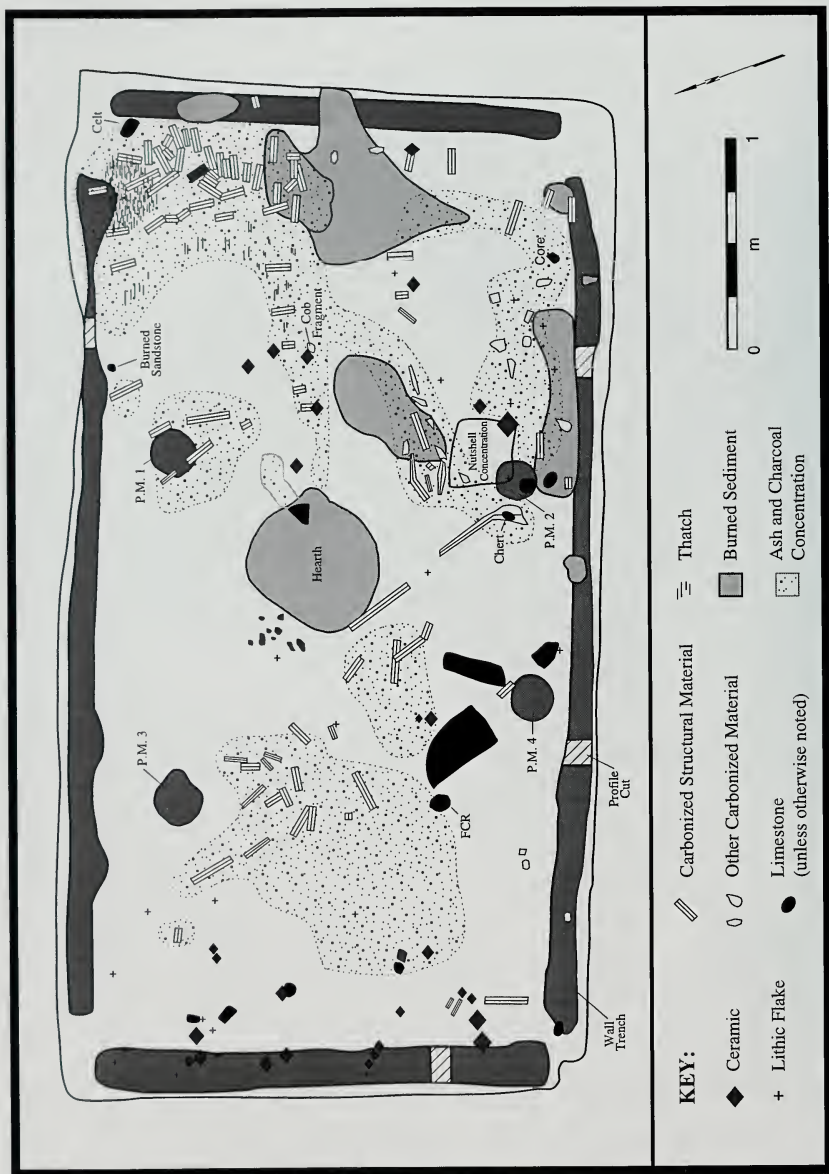 Celt
Burned
Sandstone
Cob
Fragment
P.M. 1
Core
Nutshell
Concentration
P.M. 2
Chert
Hearth
P.M. 3
P.M. 4
FCR
Profile
Cut
Wall
Trench
KEY:
Ceramic
Lithic Flake
Carbonized Structural Material
Other Carbonized Material
Limestone
(unless otherwise noted)
Thatch
Burned Sediment
Ash and Charcoal
Concentration
0
m
1